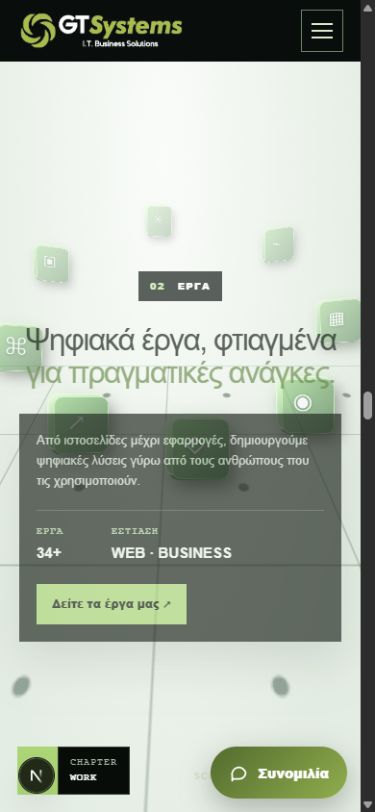 GTSystems
I.T. Business Solutions
02 ΕΡΓΑ
Ψηφιακά έργα, φτιαγμένα
για πραγματικές ανάγκες.
Από ιστοσελίδες μέχρι εφαρμογές, δημιουργούμε
ψηφιακές λύσεις γύρω από τους ανθρώπους που
τις χρησιμοποιούν.
ΕΡΓΑ ΕΣΤΙΑΣΗ
34+ WEB · BUSINESS
Δείτε τα έργα μας ↗
CHAPTER
WORK
N
Συνομιλία